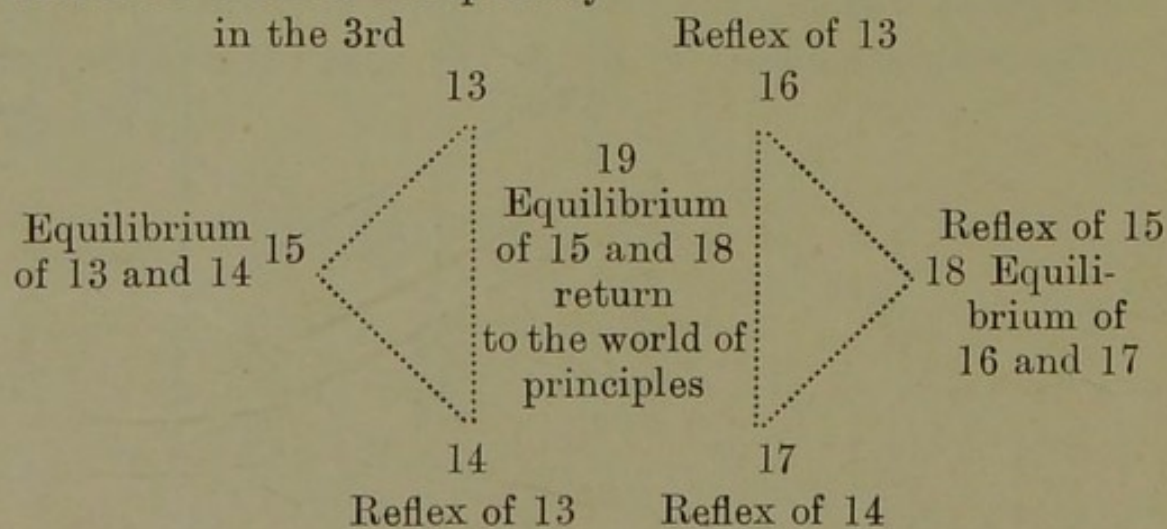 in the 3rd
Reflex of 13
13
16
19
Equilibrium
of 15 and 18
return
to the world of
principles
Equilibrium
of 13 and 14
15
Reflex of 15
18 Equili-
brium of
16 and 17
14
17
Reflex of 13
Reflex of 14